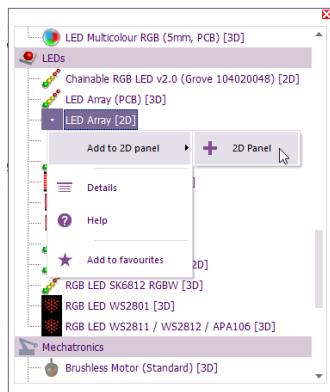 LED Multicolour RGB (5mm, PCB) [3D]
LEDs
Chainable RGB LED v2.0 (Grove 104020048) [2D]
LED Array (PCB) [3D]
LED Array [2D]
Add to 2D panel
2D Panel
Details
Help
Add to favourites
2D]
RGB LED SK6812 RGBW [3D]
RGB LED WS2801 [3D]
RGB LED WS2811 / WS2812 / APA106 [3D]
Mechatronics
Brushless Motor (Standard) [3D]